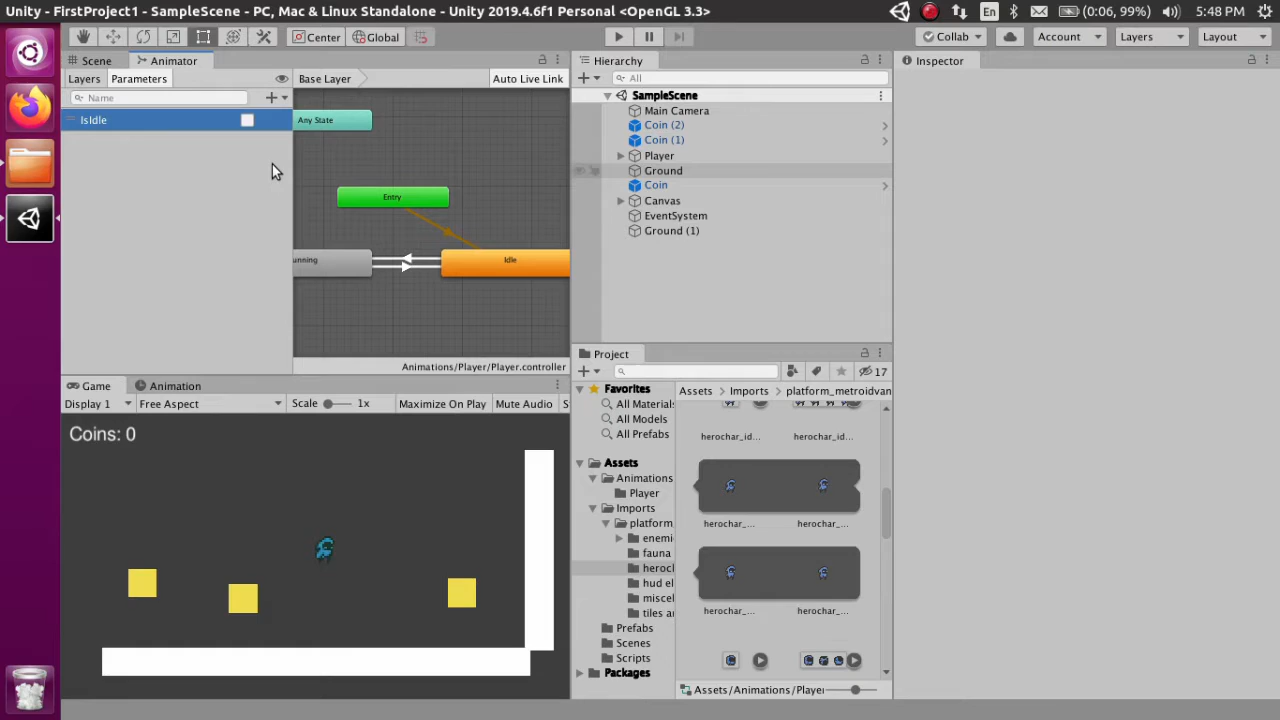 Unity - FirstProject1 - SampleScene - PC, Mac & Linux Standalone - Unity 2019.4.6f1 Personal <OpenGL 3.3>
En
(0:06, 99%)
5:48 PM
Center
Global
Collab
Account
Layers
Layout
Scene
Animator
Layers
Parameters
Base Layer
Auto Live Link
Name
IsIdle
Any State
Entry
unning
Idle
Animations/Player/Player.controller
Game
Animation
Display 1
Free Aspect
Scale
1x
Maximize On Play
Mute Audio
S
Coins: 0
Hierarchy
All
SampleScene
Main Camera
Coin (2)
Coin (1)
Player
Ground
Coin
Canvas
EventSystem
Ground (1)
Project
17
Favorites
All Materials
All Models
All Prefabs
Assets
Animations
Player
Imports
platform_
enemi
fauna
heroch
hud el
miscel
tiles an
Prefabs
Scenes
Scripts
Packages
Assets
Imports
platform_metroidvan
herochar_id...
herochar_id...
herochar_...
herochar_...
herochar_...
herochar_...
Assets/Animations/Player
Inspector